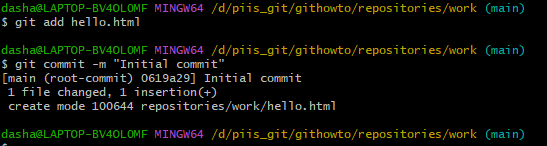 dasha@LAPTOP-BV4OLOMF MINGW64 /d/piis_git/githowto/repositories/work (main)
$ git add hello.html
dasha@LAPTOP-BV4OLOMF MINGW64 /d/piis_git/githowto/repositories/work (main)
$ git commit -m "Initial commit"
[main (root-commit) 0619a29] Initial commit
1 file changed, 1 insertion(+)
create mode 100644 repositories/work/hello.html
dasha@LAPTOP-BV4OLOMF MINGW64 /d/piis_git/githowto/repositories/work (main)
$